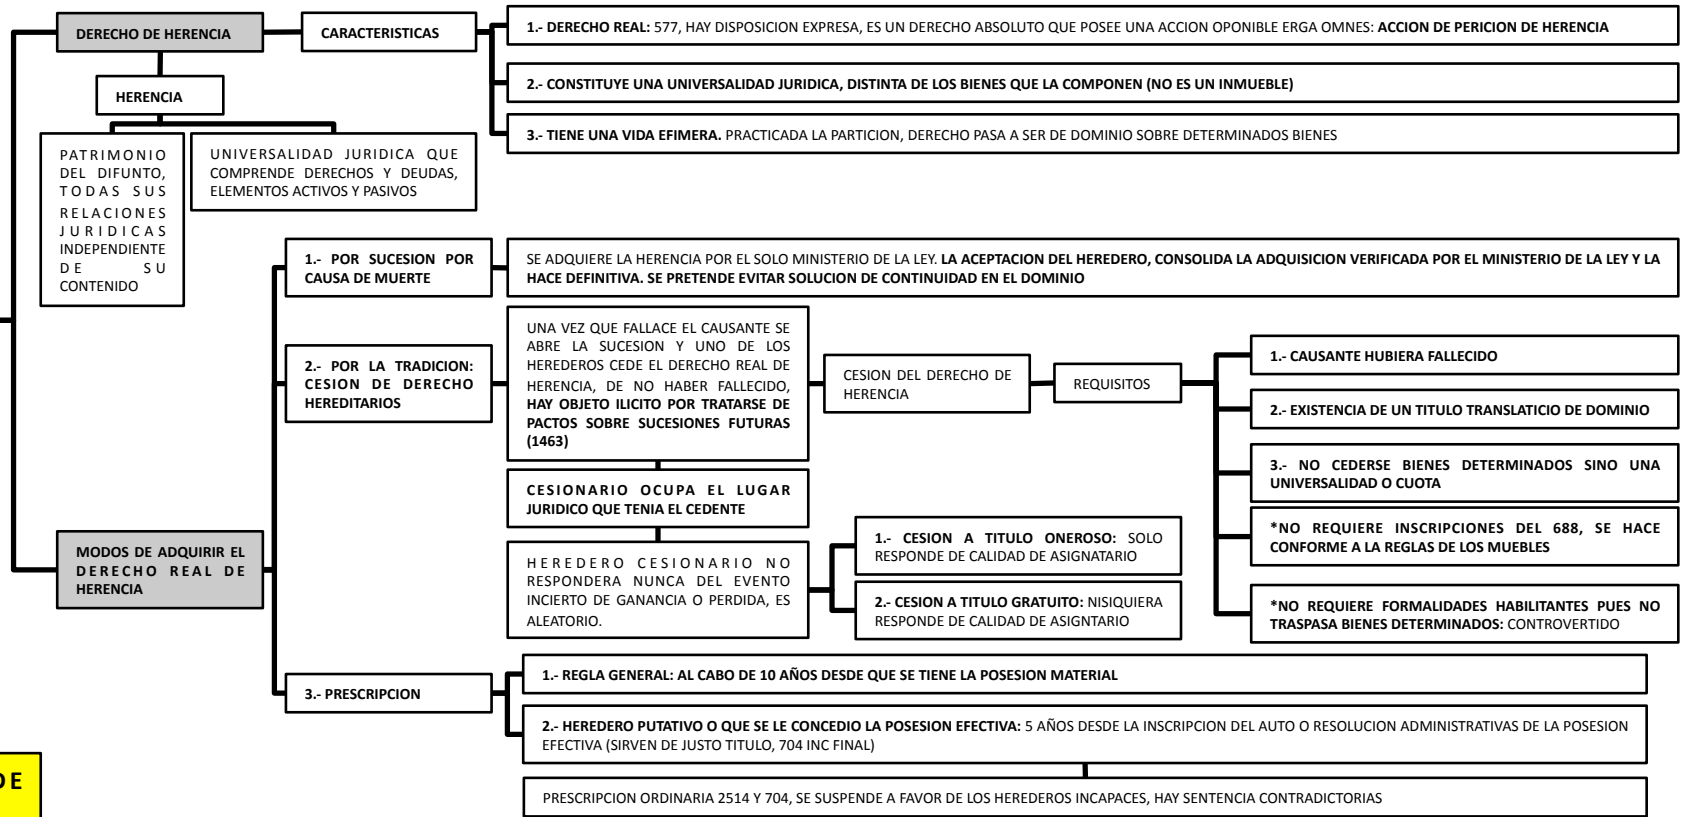 DERECHO DE HERENCIA
CARACTERISTICAS
1.- DERECHO REAL: 577, HAY DISPOSICION EXPRESA, ES UN DERECHO ABSOLUTO QUE POSEE UNA ACCION OPONIBLE ERGA OMNES: ACCION DE PERICION DE HERENCIA
2.- CONSTITUYE UNA UNIVERSALIDAD JURIDICA, DISTINTA DE LOS BIENES QUE LA COMPONEN (NO ES UN INMUEBLE)
3.- TIENE UNA VIDA EFIMERA. PRACTICADA LA PARTICION, DERECHO PASA A SER DE DOMINIO SOBRE DETERMINADOS BIENES
HERENCIA
PATRIMONIO
DEL DIFUNTO,
TODAS SUS
RELACIONES
JURIDICAS
INDEPENDIENTE
DE SU
CONTENIDO
UNIVERSALIDAD JURIDICA QUE
COMPRENDE DERECHOS Y DEUDAS,
ELEMENTOS ACTIVOS Y PASIVOS
MODOS DE ADQUIRIR EL
DERECHO REAL DE
HERENCIA
1.- POR SUCESION POR
CAUSA DE MUERTE
SE ADQUIERE LA HERENCIA POR EL SOLO MINISTERIO DE LA LEY. LA ACEPTACION DEL HEREDERO, CONSOLIDA LA ADQUISICION VERIFICADA POR EL MINISTERIO DE LA LEY Y LA
HACE DEFINITIVA. SE PRETENDE EVITAR SOLUCION DE CONTINUIDAD EN EL DOMINIO
2.- POR LA TRADICION:
CESION DE DERECHO
HEREDITARIOS
UNA VEZ QUE FALLACE EL CAUSANTE SE
ABRE LA SUCESION Y UNO DE LOS
HEREDEROS CEDE EL DERECHO REAL DE
HERENCIA, DE NO HABER FALLECIDO,
HAY OBJETO ILICITO POR TRATARSE DE
PACTOS SOBRE SUCESIONES FUTURAS
(1463)
CESION DEL DERECHO DE
HERENCIA
REQUISITOS
1.- CAUSANTE HUBIERA FALLECIDO
2.- EXISTENCIA DE UN TITULO TRANSLATICIO DE DOMINIO
3.- NO CEDERSE BIENES DETERMINADOS SINO UNA
UNIVERSALIDAD O CUOTA
*NO REQUIERE INSCRIPCIONES DEL 688, SE HACE
CONFORME A LA REGLAS DE LOS MUEBLES
*NO REQUIERE FORMALIDADES HABILITANTES PUES NO
TRASPASA BIENES DETERMINADOS: CONTROVERTIDO
CESIONARIO OCUPA EL LUGAR
JURIDICO QUE TENIA EL CEDENTE
HEREDERO CESIONARIO NO
RESPONDERA NUNCA DEL EVENTO
INCIERTO DE GANANCIA O PERDIDA, ES
ALEATORIO.
1.- CESION A TITULO ONEROSO: SOLO
RESPONDE DE CALIDAD DE ASIGNATARIO
2.- CESION A TITULO GRATUITO: NISIQUIERA
RESPONDE DE CALIDAD DE ASIGNTARIO
3.- PRESCRIPCION
1.- REGLA GENERAL: AL CABO DE 10 AÑOS DESDE QUE SE TIENE LA POSESION MATERIAL
2.- HEREDERO PUTATIVO O QUE SE LE CONCEDIO LA POSESION EFECTIVA: 5 AÑOS DESDE LA INSCRIPCION DEL AUTO O RESOLUCION ADMINISTRATIVAS DE LA POSESION
EFECTIVA (SIRVEN DE JUSTO TITULO, 704 INC FINAL)
PRESCRIPCION ORDINARIA 2514 Y 704, SE SUSPENDE A FAVOR DE LOS HEREDEROS INCAPACES, HAY SENTENCIA CONTRADICTORIAS
DE